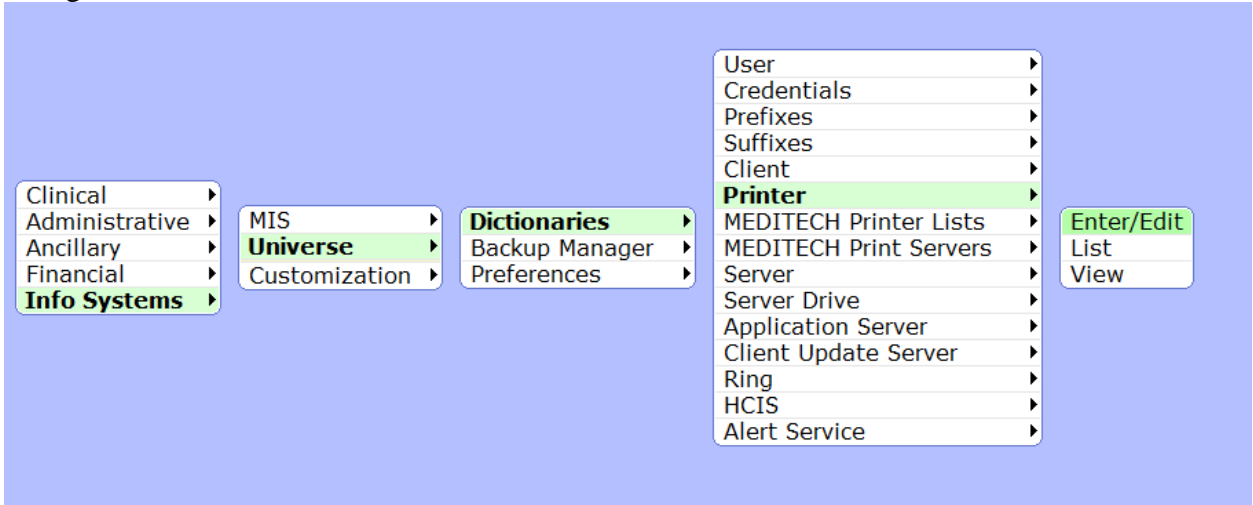 Clinical
Administrative
Ancillary
Financial
Info Systems
MIS
Universe
Customization
Dictionaries
Backup Manager
Preferences
User
Credentials
Prefixes
Suffixes
Client
Printer
MEDITECH Printer Lists
MEDITECH Print Servers
Server
Server Drive
Application Server
Client Update Server
Ring
HCIS
Alert Service
Enter/Edit
List
View